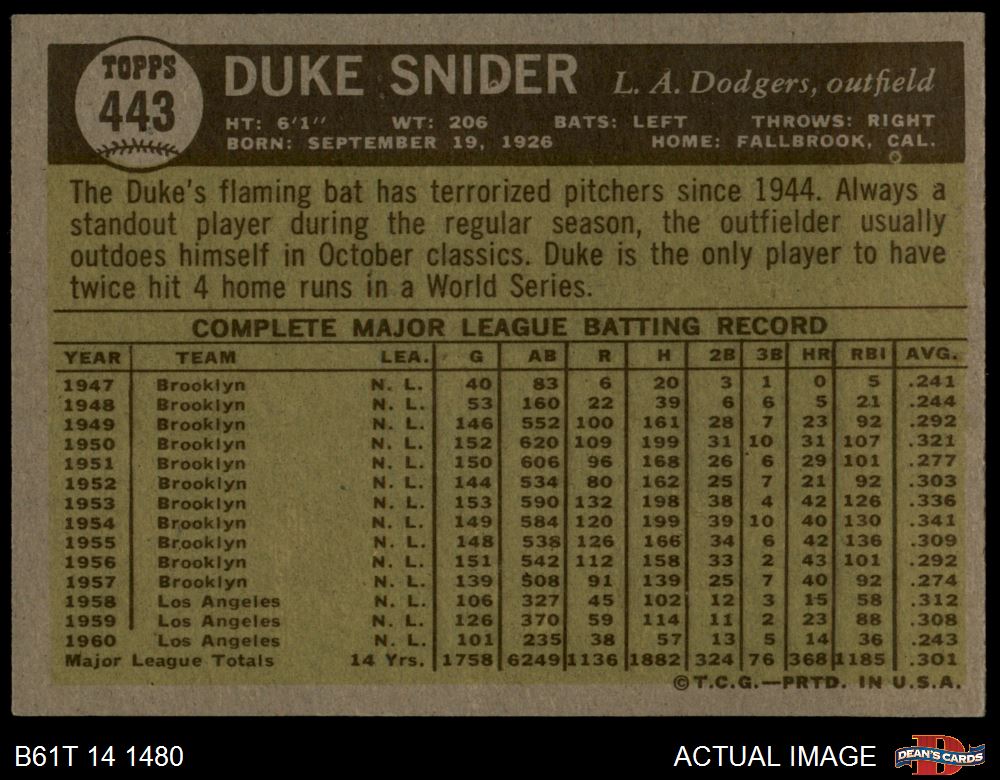 TOPPS
443
DUKE SNIDER L. A. Dodgers, outfield
HT: 6'1" WT: 206 BATS: LEFT THROWS: RIGHT
BORN: SEPTEMBER 19, 1926 HOME: FALLBROOK, CAL.
The Duke's flaming bat has terrorized pitchers since 1944. Always a
standout player during the regular season, the outfielder usually
outdoes himself in October classics. Duke is the only player to have
twice hit 4 home runs in a World Series.
COMPLETE MAJOR LEAGUE BATTING RECORD
YEAR TEAM LEA. G AB R H 2B 3B HR RBI AVG.
1947 Brooklyn N. L. 40 83 6 20 3 1 0 5 .241
1948 Brooklyn N. L. 53 160 22 39 6 6 5 21 .244
1949 Brooklyn N. L. 146 552 100 161 28 7 23 92 .292
1950 Brooklyn N. L. 152 620 109 199 31 10 31 107 .321
1951 Brooklyn N. L. 150 606 96 168 26 6 29 101 .277
1952 Brooklyn N. L. 144 534 80 162 25 7 21 92 .303
1953 Brooklyn N. L. 153 590 132 198 38 4 42 126 .336
1954 Brooklyn N. L. 149 584 120 199 39 10 40 130 .341
1955 Brooklyn N. L. 148 538 126 166 34 6 42 136 .309
1956 Brooklyn N. L. 151 542 112 158 33 2 43 101 .292
1957 Brooklyn N. L. 139 508 91 139 25 7 40 92 .274
1958 Los Angeles N. L. 106 327 45 102 12 3 15 58 .312
1959 Los Angeles N. L. 126 370 59 114 11 2 23 88 .308
1960 Los Angeles N. L. 101 235 38 57 13 5 14 36 .243
Major League Totals 14 Yrs. 1758 6249 1136 1882 324 76 368 1185 .301
©T.C.G.—PRTD. IN U.S.A.
B61T 14 1480 ACTUAL IMAGE DEAN'S CARDS